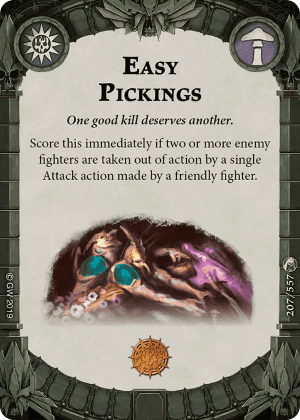 EASY
PICKINGS
One good kill deserves another.
Score this immediately if two or more enemy
fighters are taken out of action by a single
Attack action made by a friendly fighter.
© GW 2019
207/557